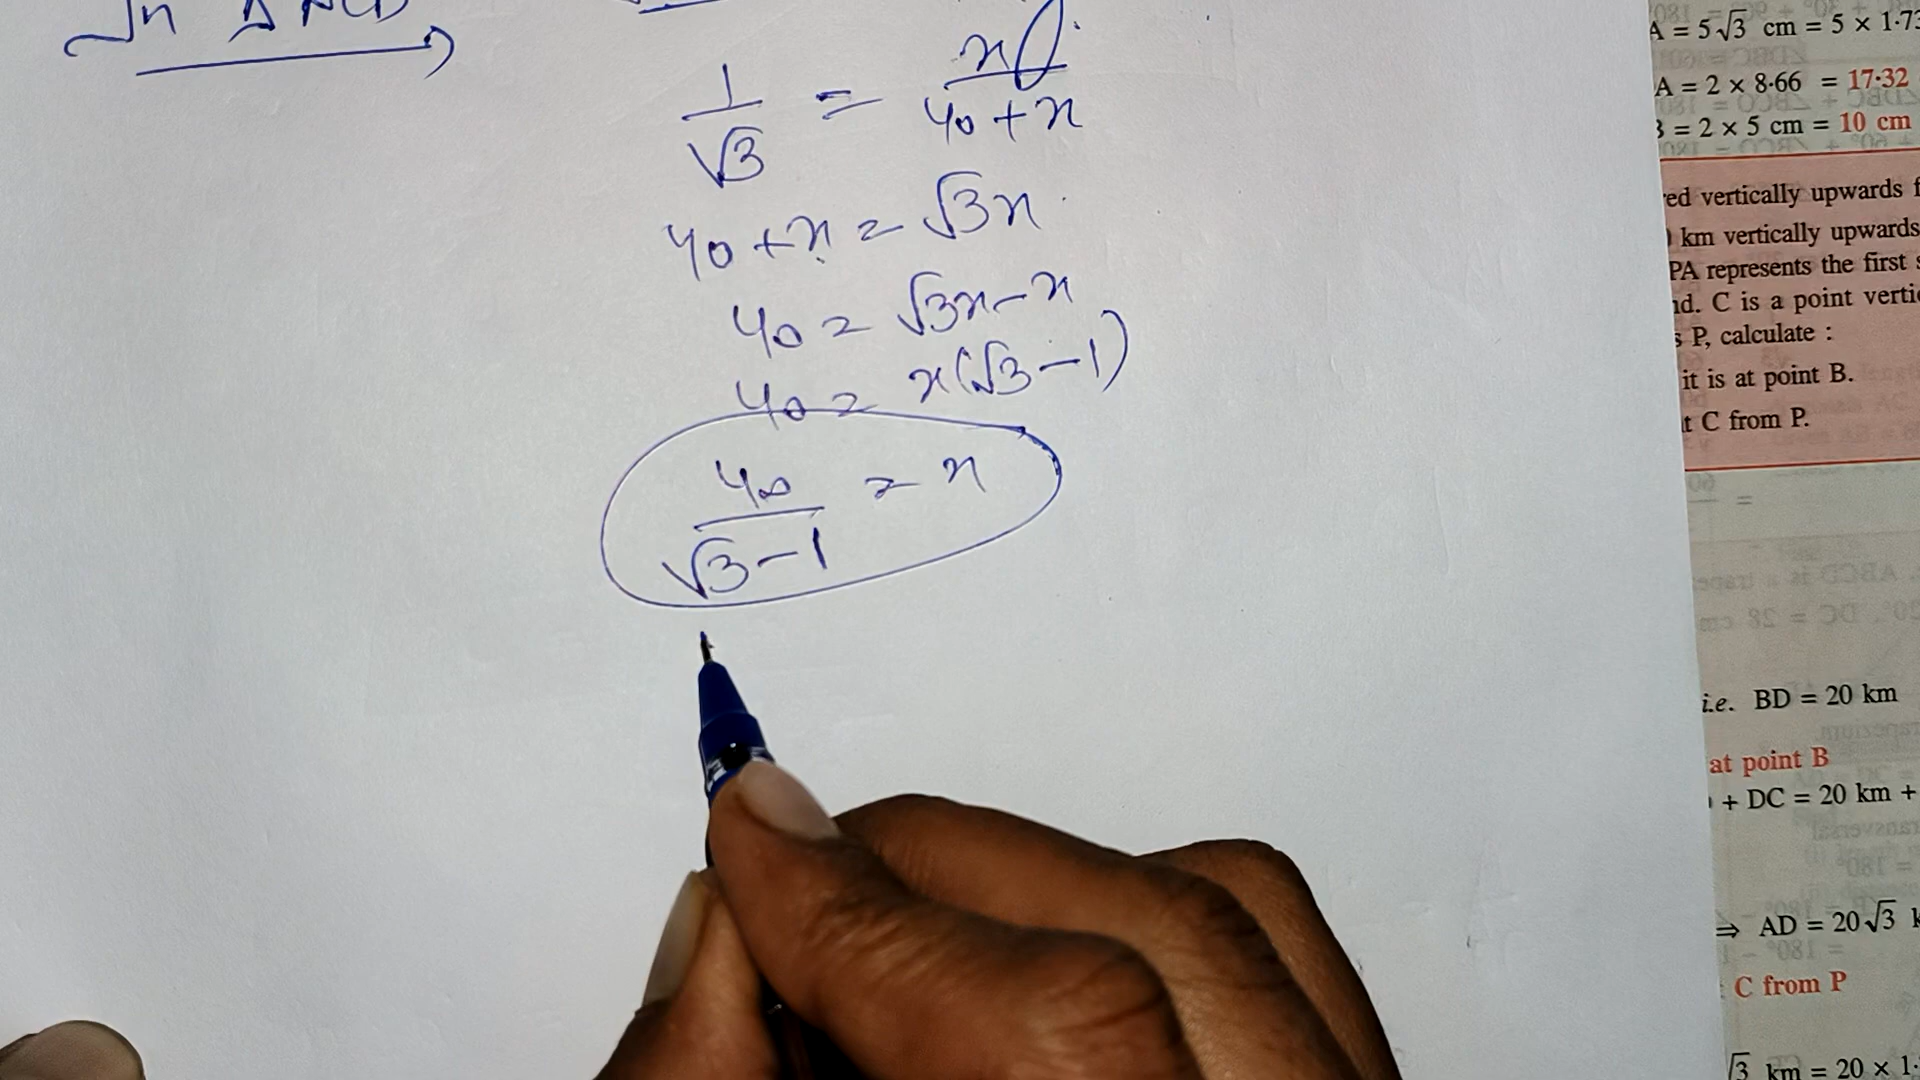 In Δ
1/√3 = x/40+x
40+x = √3x
40 = √3x-x
40 = x(√3-1)
40/√3-1 = x
A = 5√3 cm = 5 × 1·73
A = 2 × 8·66 = 17·32
= 2 × 5 cm = 10 cm
vertically upwards
km vertically upwards
PA represents the first
C is a point
P, calculate :
it is at point B.
C from P.
i.e. BD = 20 km
at point B
+ DC = 20 km +
⇒ AD = 20√3
C from P
√3 km = 20 × 1·